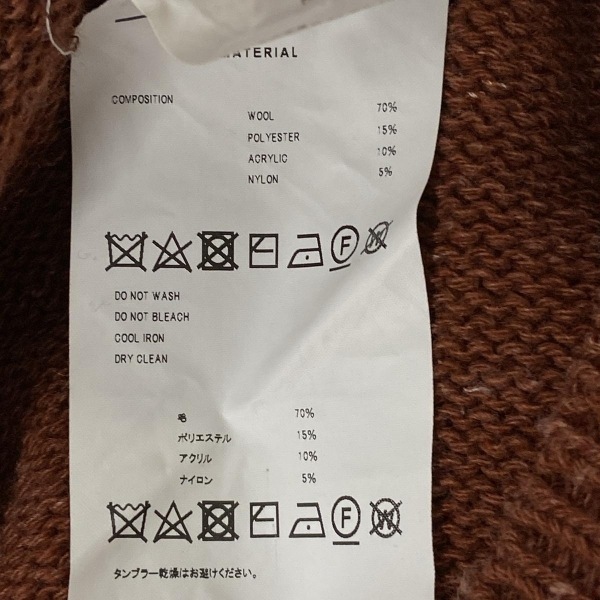 MATERIAL
COMPOSITION
WOOL 70%
POLYESTER 15%
ACRYLIC 10%
NYLON 5%
F W
DO NOT WASH
DO NOT BLEACH
COOL IRON
DRY CLEAN
毛 70%
ポリエステル 15%
アクリル 10%
ナイロン 5%
F W
タンブラー乾燥はお避けください。